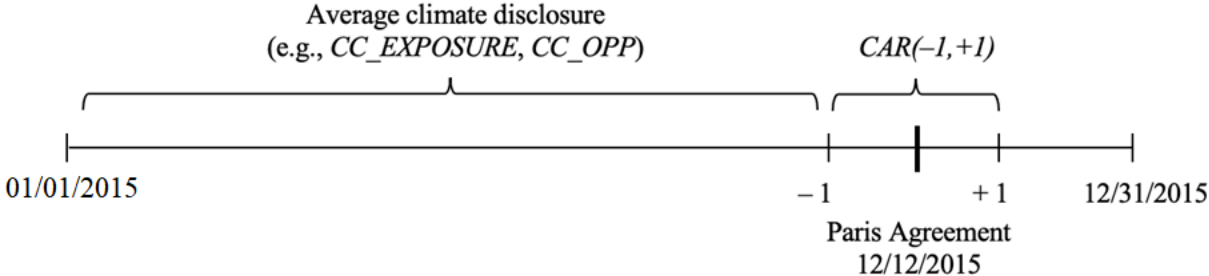 Average climate disclosure
(e.g., CC_EXPOSURE, CC_OPP)
CAR(–1,+1)
01/01/2015
– 1
+ 1
12/31/2015
Paris Agreement
12/12/2015